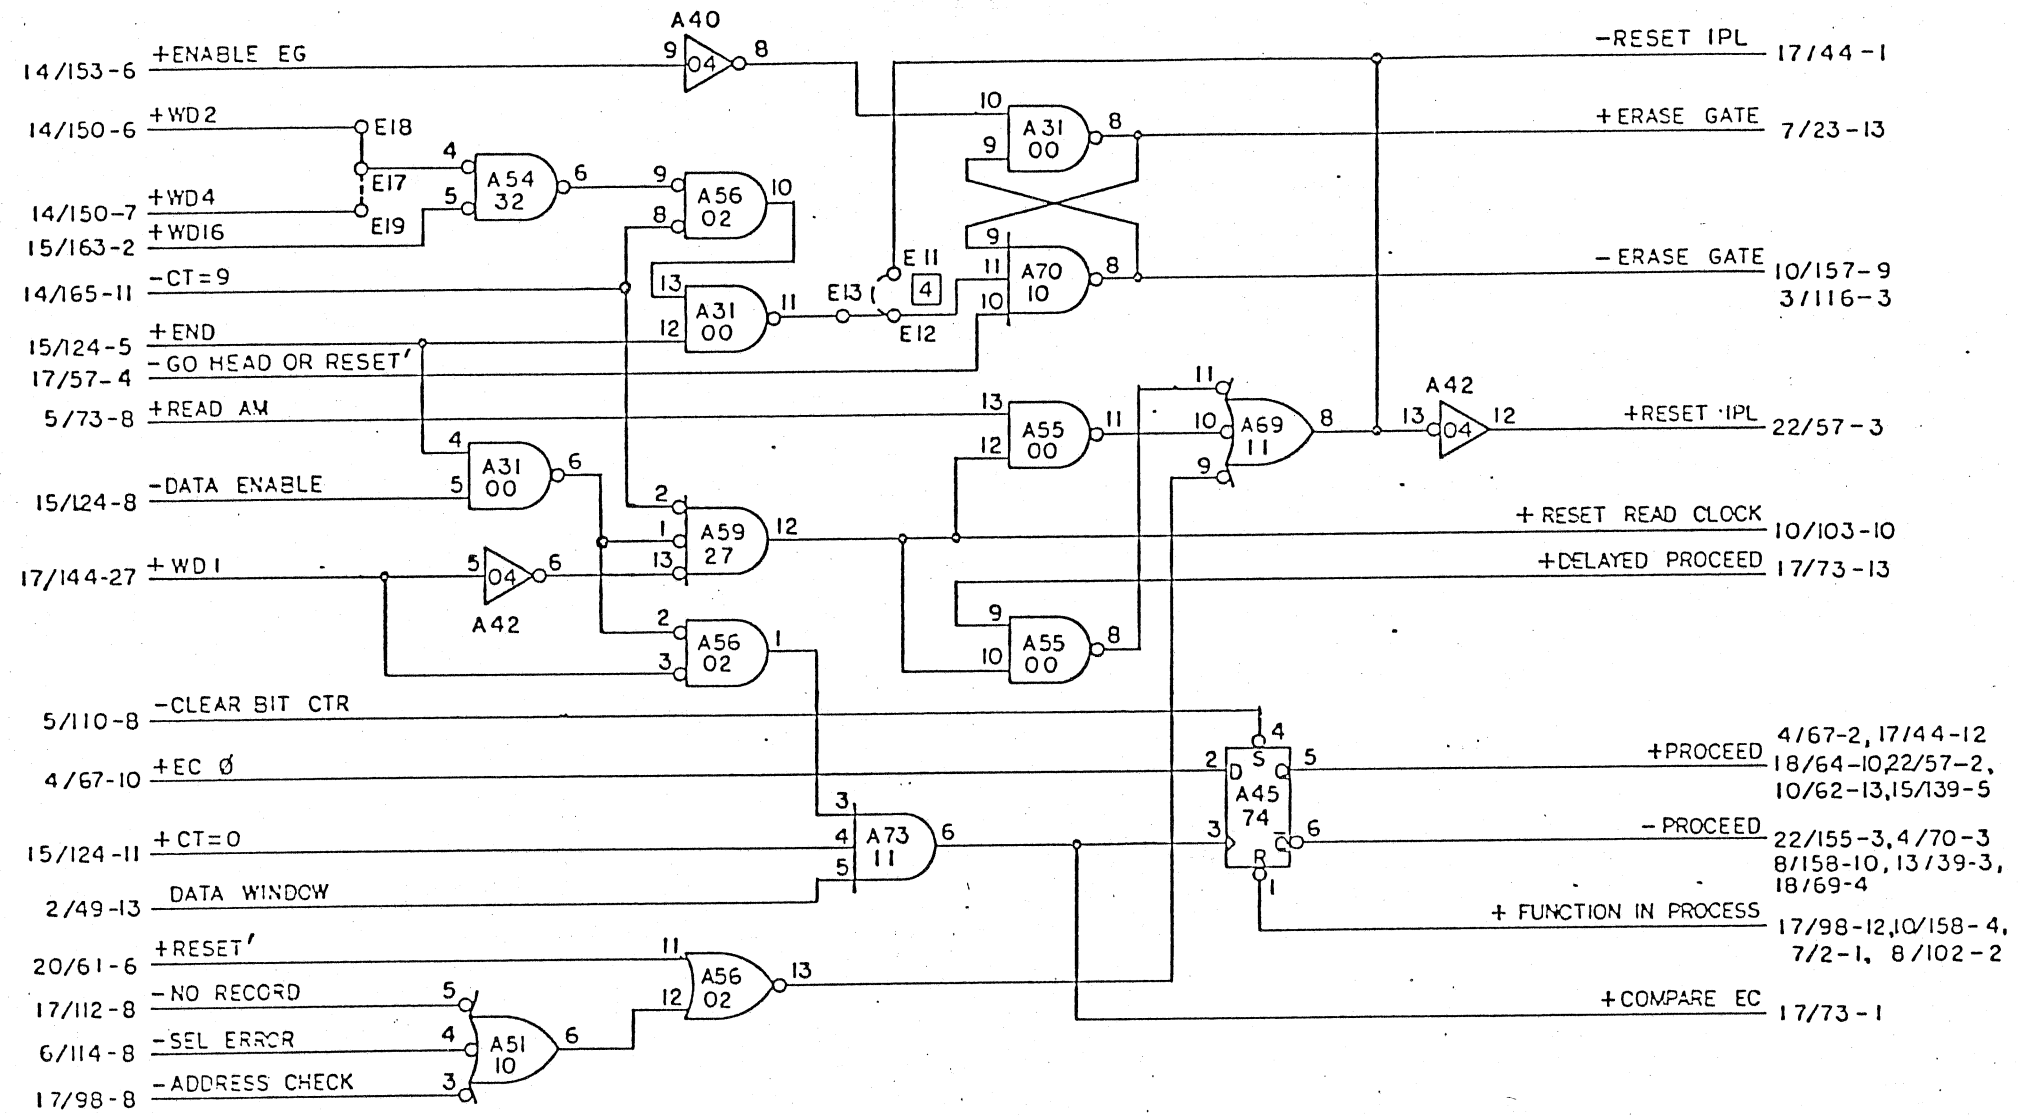 A40
+ENABLE EG
14/153-6
9
04
8
-RESET IPL
17/44-1
+WD2
14/150-6
E18
E17
+WD4
14/150-7
E19
+WD16
15/163-2
4
5
A54
32
6
9
8
A56
02
10
10
9
A31
00
8
+ERASE GATE
7/23-13
-CT=9
14/165-11
13
12
A31
00
11
E13
E11
4
E12
9
11
10
A70
10
8
-ERASE GATE
10/157-9
3/116-3
+END
15/124-5
-GO HEAD OR RESET'
17/57-4
+READ AM
5/73-8
13
12
A55
00
11
11
10
9
A69
11
8
A42
13
04
12
+RESET IPL
22/57-3
4
5
A31
00
6
-DATA ENABLE
15/124-8
2
1
13
A59
27
12
+RESET READ CLOCK
10/103-10
+WD1
17/144-27
5
04
6
A42
+DELAYED PROCEED
17/73-13
9
10
A55
00
8
2
3
A56
02
1
-CLEAR BIT CTR
5/110-8
+EC Ø
4/67-10
4
S
2
D
Q
5
A45
74
3
Q
6
R
1
+PROCEED
4/67-2, 17/44-12
18/64-10,22/57-2,
10/62-13,15/139-5
-PROCEED
22/155-3,4/70-3
8/158-10, 13/39-3,
18/69-4
3
4
5
A73
11
6
+CT=0
15/124-11
DATA WINDOW
2/49-13
+ FUNCTION IN PROCESS
17/98-12,10/158-4,
7/2-1, 8/102-2
+RESET'
20/61-6
11
12
A56
02
13
-NO RECORD
17/112-8
5
-SEL ERROR
6/114-8
4
A51
10
6
-ADDRESS CHECK
17/98-8
3
+COMPARE EC
17/73-1